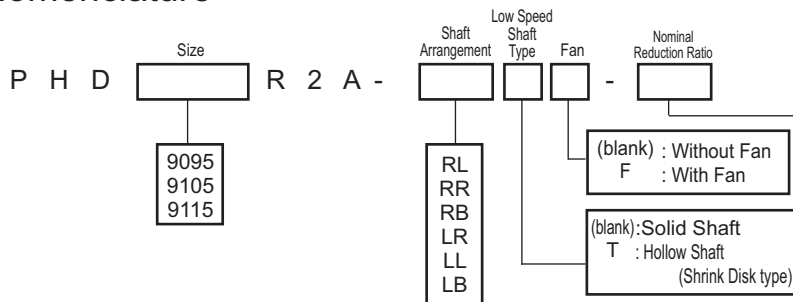 Size
Shaft
Arrangement
Low Speed
Shaft
Type
Fan
Nominal
Reduction Ratio
P H D R 2 A - -
9095
9105
9115
RL
RR
RB
LR
LL
LB
(blank) : Without Fan
F : With Fan
(blank):Solid Shaft
T : Hollow Shaft
(Shrink Disk type)